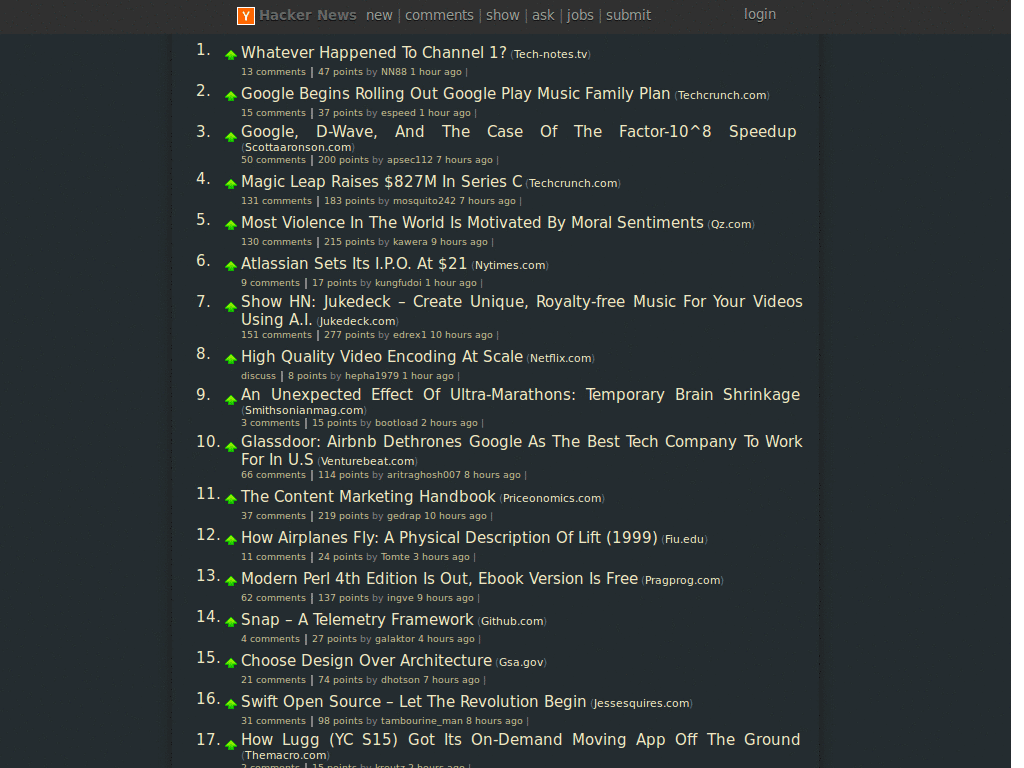 Y Hacker News new | comments | show | ask | jobs | submit login
1. Whatever Happened To Channel 1? (Tech-notes.tv)
13 comments | 47 points by NN88 1 hour ago |
2. Google Begins Rolling Out Google Play Music Family Plan (Techcrunch.com)
15 comments | 37 points by espeed 1 hour ago |
3. Google, D-Wave, And The Case Of The Factor-10^8 Speedup
(Scottaaronson.com)
50 comments | 200 points by apsec112 7 hours ago |
4. Magic Leap Raises $827M In Series C (Techcrunch.com)
131 comments | 183 points by mosquito242 7 hours ago |
5. Most Violence In The World Is Motivated By Moral Sentiments (Qz.com)
130 comments | 215 points by kawera 9 hours ago |
6. Atlassian Sets Its I.P.O. At $21 (Nytimes.com)
9 comments | 17 points by kungfudoi 1 hour ago |
7. Show HN: Jukedeck – Create Unique, Royalty-free Music For Your Videos
Using A.I. (Jukedeck.com)
151 comments | 277 points by edrex1 10 hours ago |
8. High Quality Video Encoding At Scale (Netflix.com)
discuss | 8 points by hepha1979 1 hour ago |
9. An Unexpected Effect Of Ultra-Marathons: Temporary Brain Shrinkage
(Smithsonianmag.com)
3 comments | 15 points by bootload 2 hours ago |
10. Glassdoor: Airbnb Dethrones Google As The Best Tech Company To Work
For In U.S (Venturebeat.com)
66 comments | 114 points by aritraghosh007 8 hours ago |
11. The Content Marketing Handbook (Priceonomics.com)
37 comments | 219 points by gedrap 10 hours ago |
12. How Airplanes Fly: A Physical Description Of Lift (1999) (Fiu.edu)
11 comments | 24 points by Tomte 3 hours ago |
13. Modern Perl 4th Edition Is Out, Ebook Version Is Free (Pragprog.com)
62 comments | 137 points by ingve 9 hours ago |
14. Snap – A Telemetry Framework (Github.com)
4 comments | 27 points by galaktor 4 hours ago |
15. Choose Design Over Architecture (Gsa.gov)
21 comments | 74 points by dhotson 7 hours ago |
16. Swift Open Source – Let The Revolution Begin (Jessesquires.com)
31 comments | 98 points by tambourine_man 8 hours ago |
17. How Lugg (YC S15) Got Its On-Demand Moving App Off The Ground
(Themacro.com)
2 comments | 15 points by kreutz 2 hours ago |